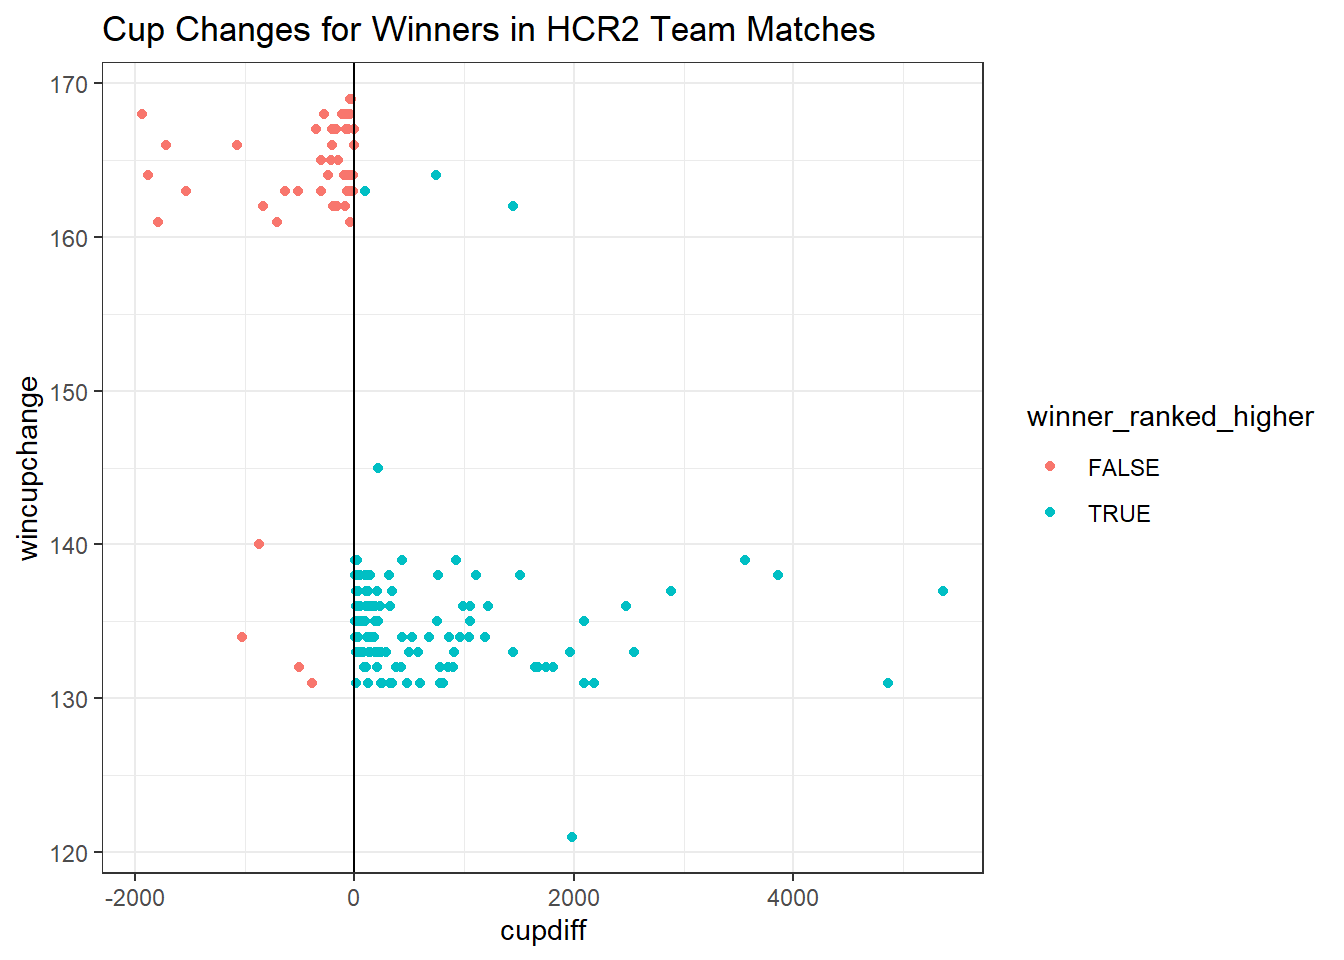 Cup Changes for Winners in HCR2 Team Matches
170
160
150
140
130
120
wincupchange
-2000
0
2000
4000
cupdiff
winner_ranked_higher
FALSE
TRUE